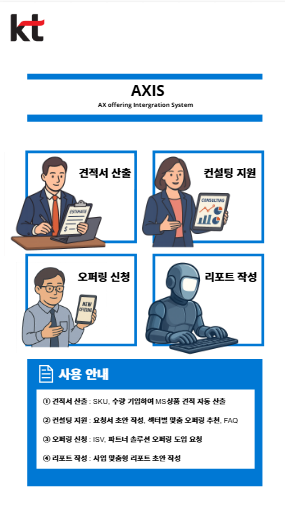 kt
AXIS
AX offering Intergration System
견적서 산출
컨설팅 지원
ESTIMATE
CONSULTING
오퍼링 신청
리포트 작성
NEW
OFFERING
사용 안내
① 견적서 산출 : SKU, 수량 기입하여 MS상품 견적 자동 산출
② 컨설팅 지원 : 요청서 초안 작성, 섹터별 맞춤 오퍼링 추천, FAQ
③ 오퍼링 신청 : ISV, 파트너 솔루션 오퍼링 도입 요청
④ 리포트 작성 : 사업 맞춤형 리포트 초안 작성